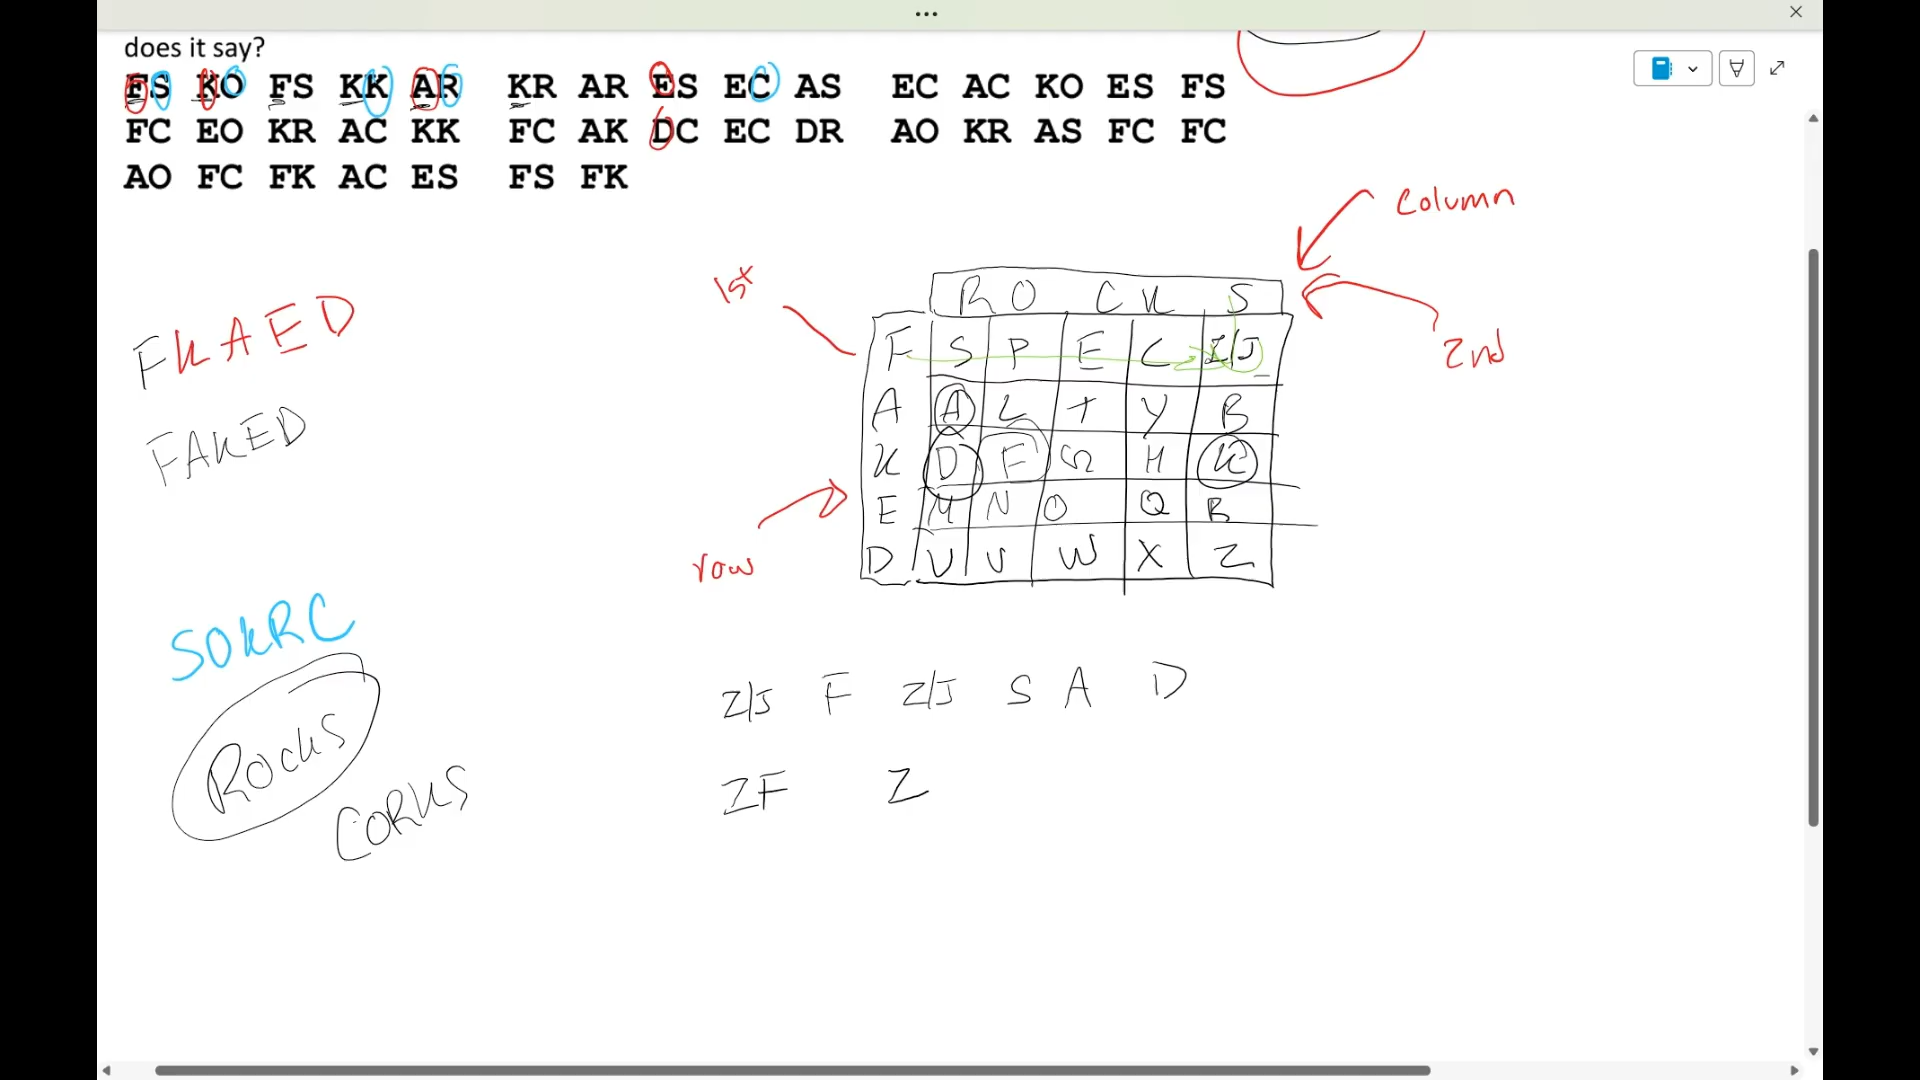 does it say?
FS KO FS KK AR KR AR ES EC AS EC AC KO ES FS
FC EO KR AC KK FC AK DC EC DR AO KR AS FC FC
AO FC FK AC ES FS FK
Column
1st
2nd
R O C K S
F S P E C I/J
A A L T Y B
K D F G H K
E M N O Q R
D U V W X Z
row
FKAED
FAKED
SOKRC
ROCKS
CORKS
I/J F I/J S A D
IF I